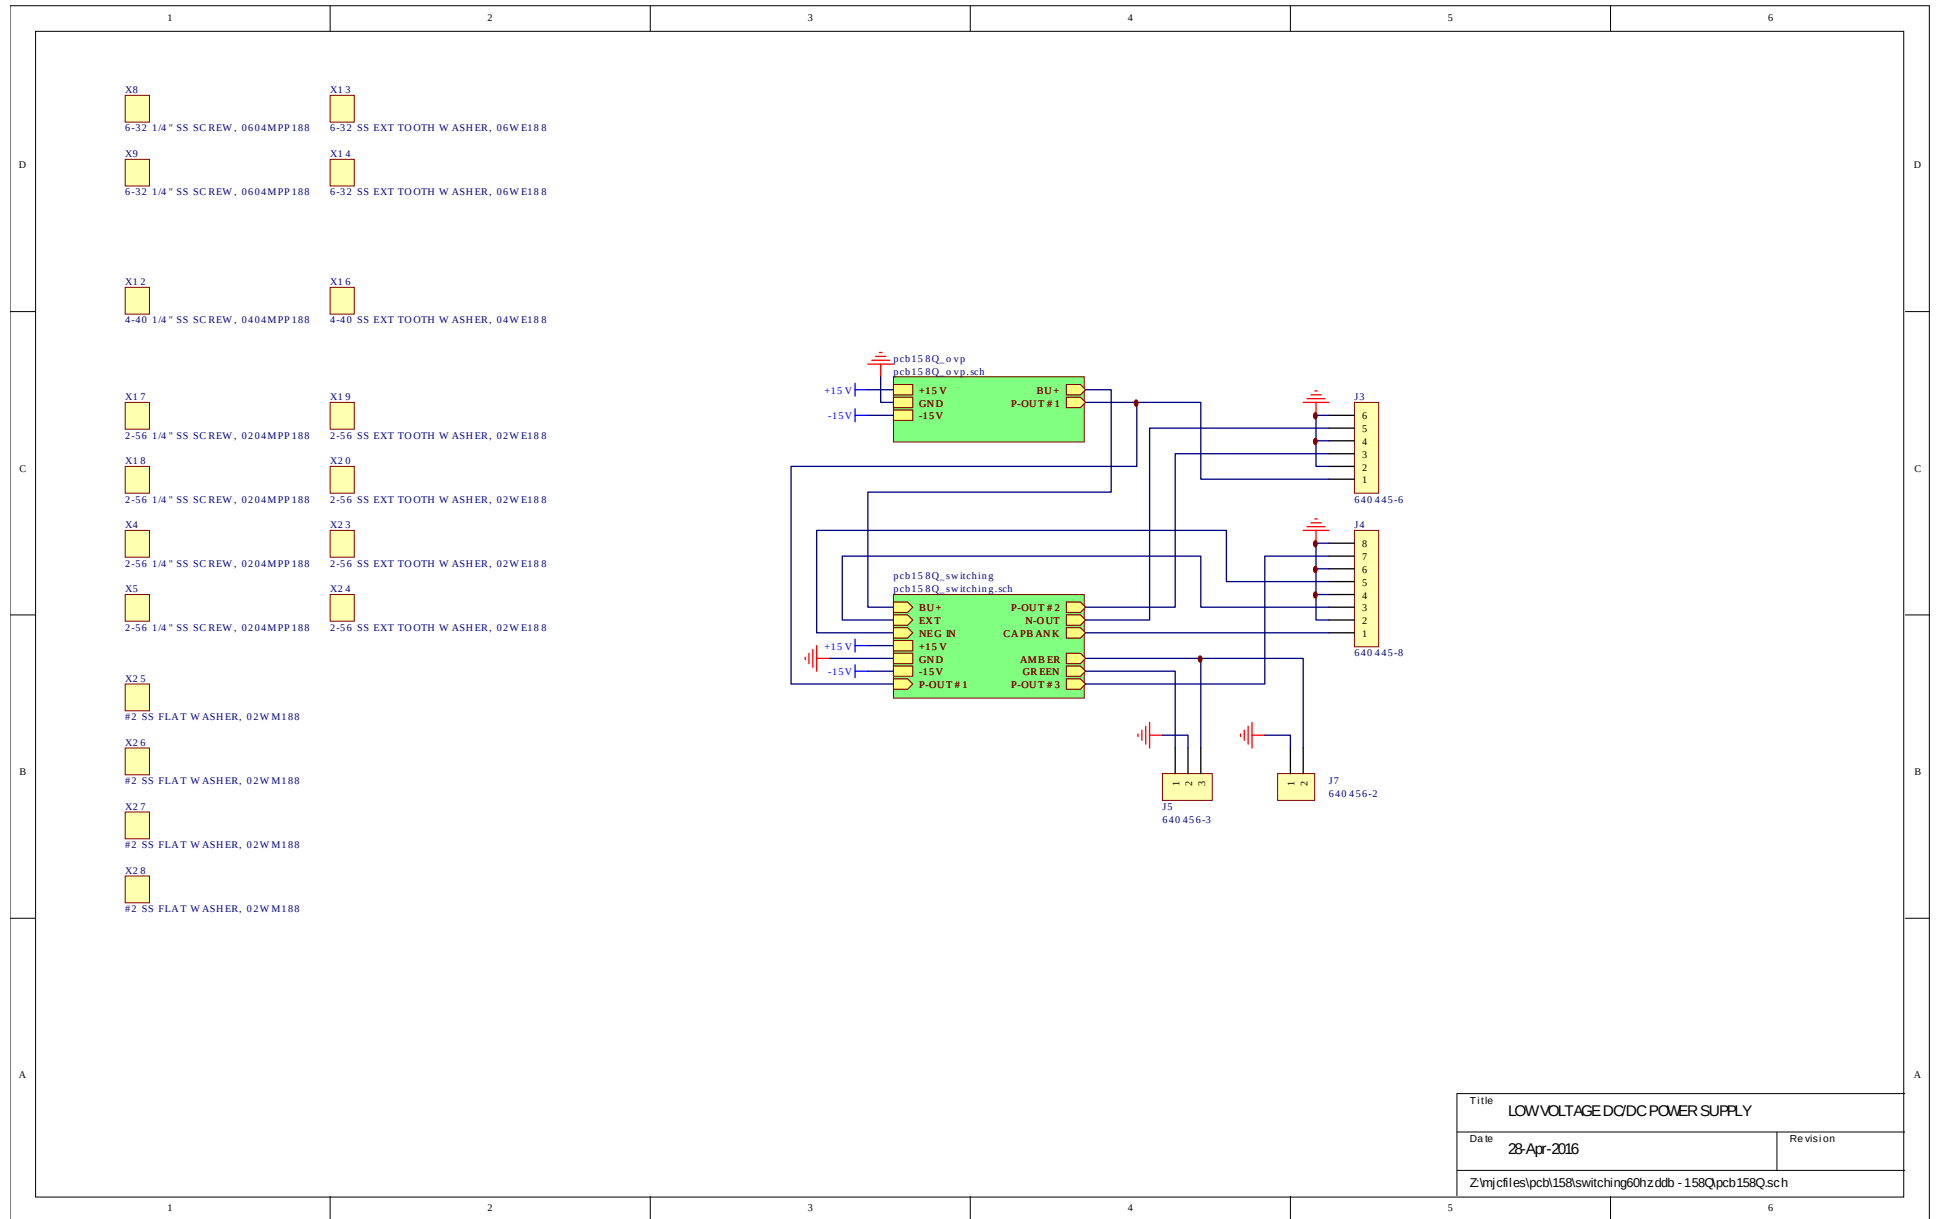 1 2 3 4 5 6
D D
C C
B B
A A
X8
6-32 1/4" SS SCREW, 0604MPP188
X13
6-32 SS EXT TOOTH WASHER, 06WE188
X9
6-32 1/4" SS SCREW, 0604MPP188
X14
6-32 SS EXT TOOTH WASHER, 06WE188
X12
4-40 1/4" SS SCREW, 0404MPP188
X16
4-40 SS EXT TOOTH WASHER, 04WE188
X17
2-56 1/4" SS SCREW, 0204MPP188
X19
2-56 SS EXT TOOTH WASHER, 02WE188
X18
2-56 1/4" SS SCREW, 0204MPP188
X20
2-56 SS EXT TOOTH WASHER, 02WE188
X4
2-56 1/4" SS SCREW, 0204MPP188
X23
2-56 SS EXT TOOTH WASHER, 02WE188
X5
2-56 1/4" SS SCREW, 0204MPP188
X24
2-56 SS EXT TOOTH WASHER, 02WE188
X25
#2 SS FLAT WASHER, 02WM188
X26
#2 SS FLAT WASHER, 02WM188
X27
#2 SS FLAT WASHER, 02WM188
X28
#2 SS FLAT WASHER, 02WM188
pcb158Q_ovp
pcb158Q_ovp.sch
+15V +15V BU+
GND P-OUT#1
-15V -15V
J3
6
5
4
3
2
1
640445-6
J4
8
7
6
5
4
3
2
1
640445-8
pcb158Q_switching
pcb158Q_switching.sch
BU+ P-OUT#2
EXT N-OUT
NEG IN CAPBANK
+15V +15V
GND AMBER
-15V -15V GREEN
P-OUT#1 P-OUT#3
1 2 3
J5
640456-3
1 2
J7
640456-2
Title LOW VOLTAGE DC/DC POWER SUPPLY
Date 28-Apr-2016 Revision
Z:\mjcfiles\pcb\158\switching60hz.ddb - 158Q\pcb158Q.sch
1 2 3 4 5 6